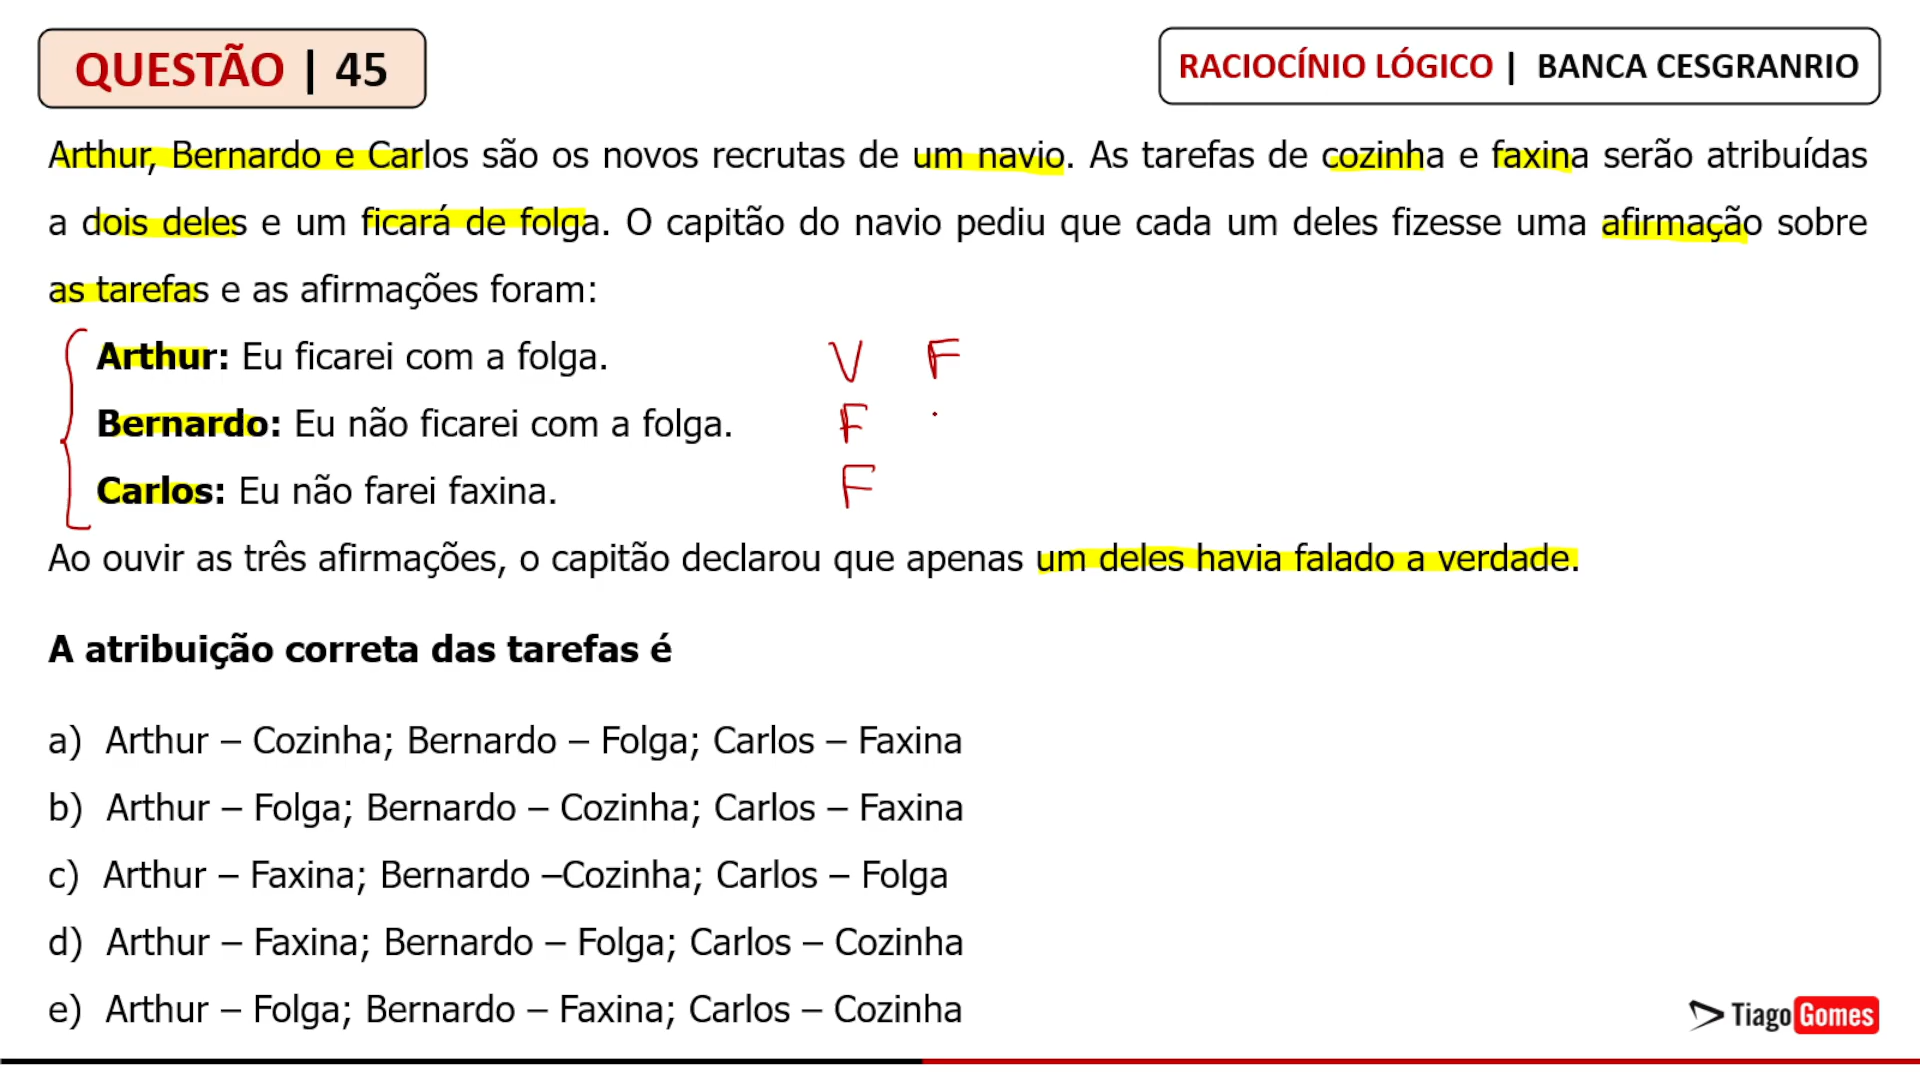 QUESTÃO | 45
RACIOCÍNIO LÓGICO | BANCA CESGRANRIO
Arthur, Bernardo e Carlos são os novos recrutas de um navio. As tarefas de cozinha e faxina serão atribuídas
a dois deles e um ficará de folga. O capitão do navio pediu que cada um deles fizesse uma afirmação sobre
as tarefas e as afirmações foram:
Arthur: Eu ficarei com a folga. V F
Bernardo: Eu não ficarei com a folga. F
Carlos: Eu não farei faxina. F
Ao ouvir as três afirmações, o capitão declarou que apenas um deles havia falado a verdade.
A atribuição correta das tarefas é
a) Arthur – Cozinha; Bernardo – Folga; Carlos – Faxina
b) Arthur – Folga; Bernardo – Cozinha; Carlos – Faxina
c) Arthur – Faxina; Bernardo –Cozinha; Carlos – Folga
d) Arthur – Faxina; Bernardo – Folga; Carlos – Cozinha
e) Arthur – Folga; Bernardo – Faxina; Carlos – Cozinha
Tiago Gomes